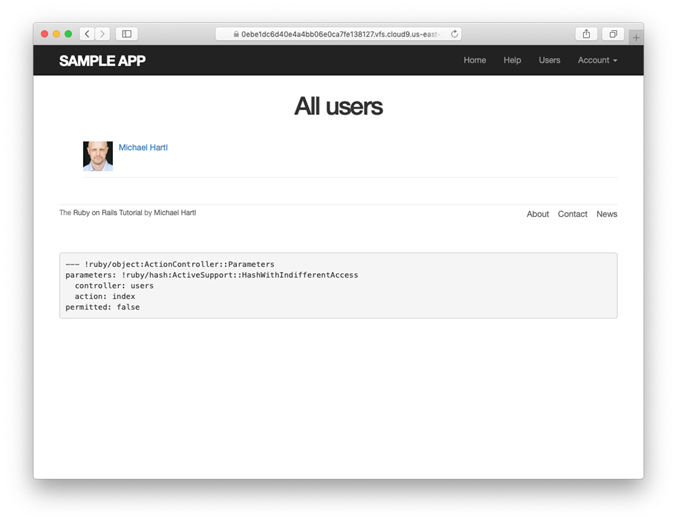 0ebe1dc6d40e4a4bb06e0ca7fe138127.vfs.cloud9.us-east-
SAMPLE APP
Home Help Users Account
All users
Michael Hartl
The Ruby on Rails Tutorial by Michael Hartl
About Contact News
--- !ruby/object:ActionController::Parameters
parameters: !ruby/hash:ActiveSupport::HashWithIndifferentAccess
  controller: users
  action: index
permitted: false